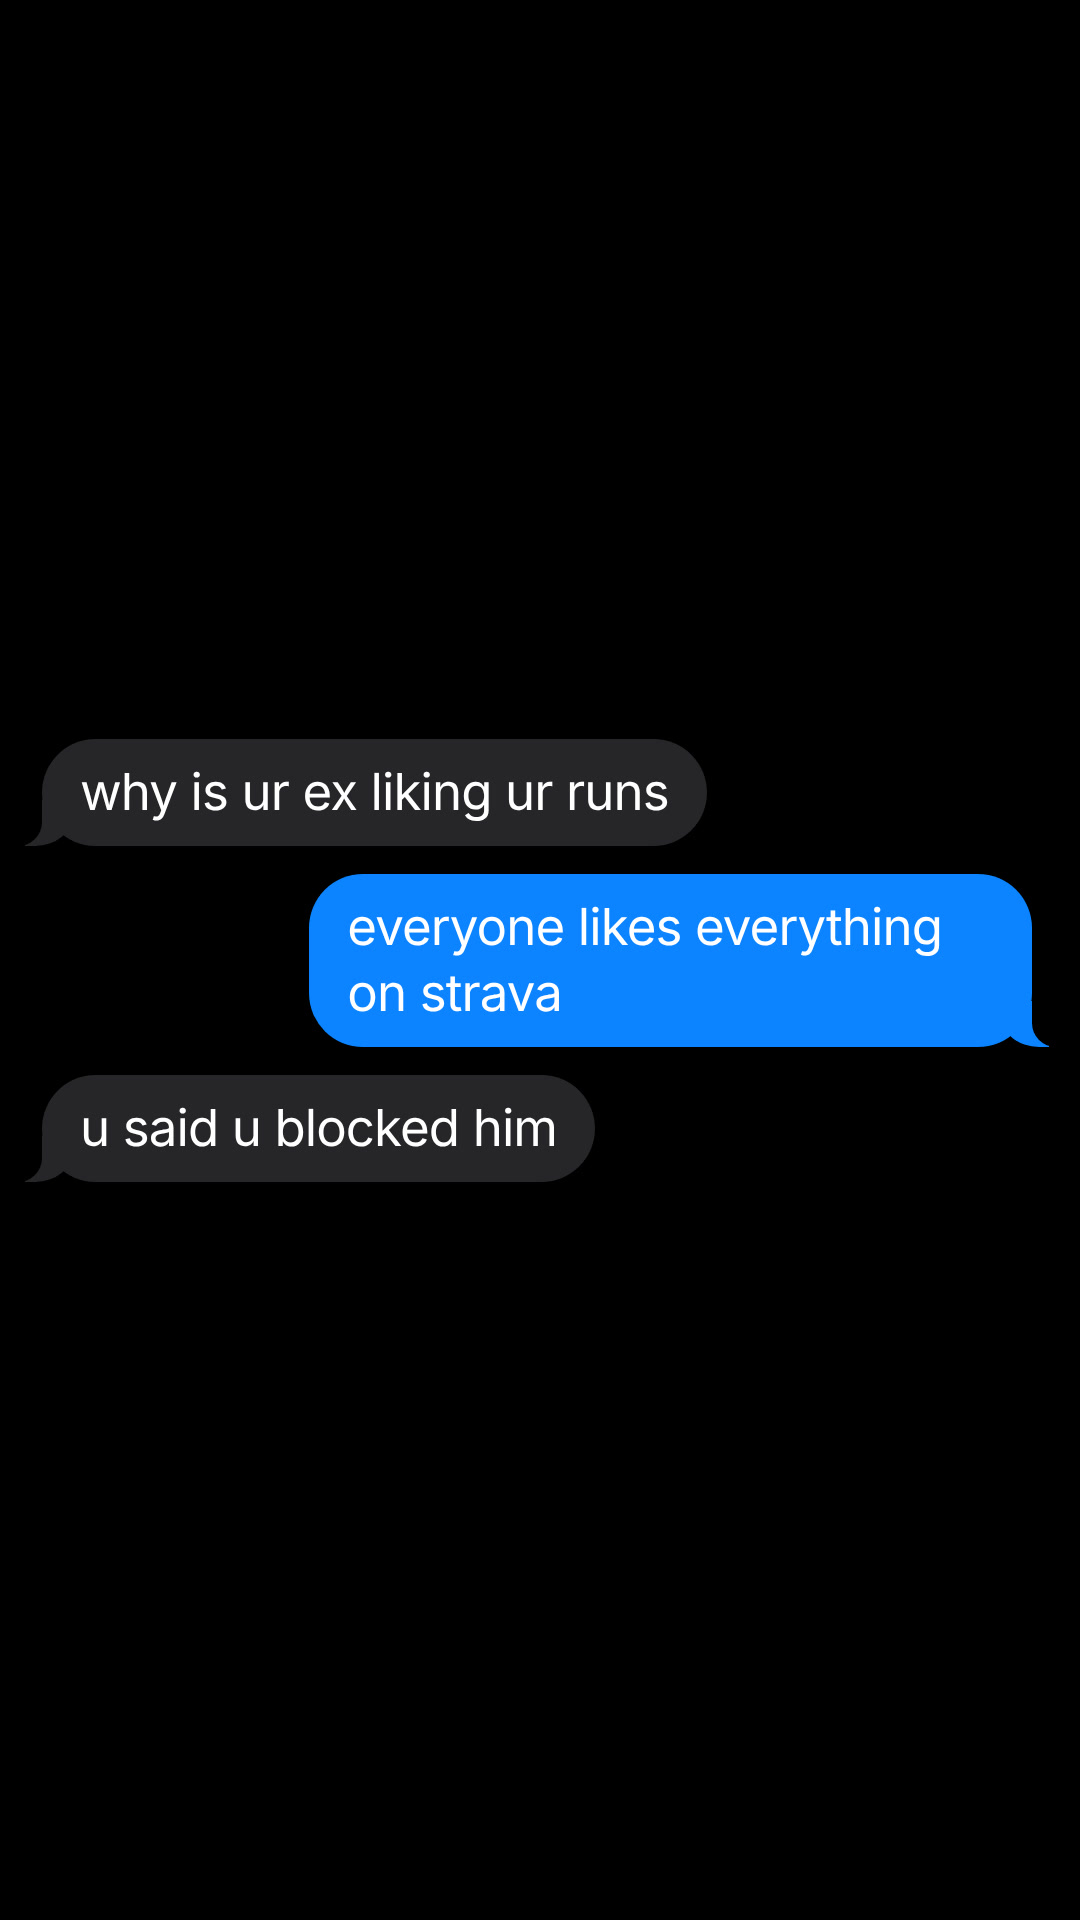 why is ur ex liking ur runs
everyone likes everything
on strava
u said u blocked him